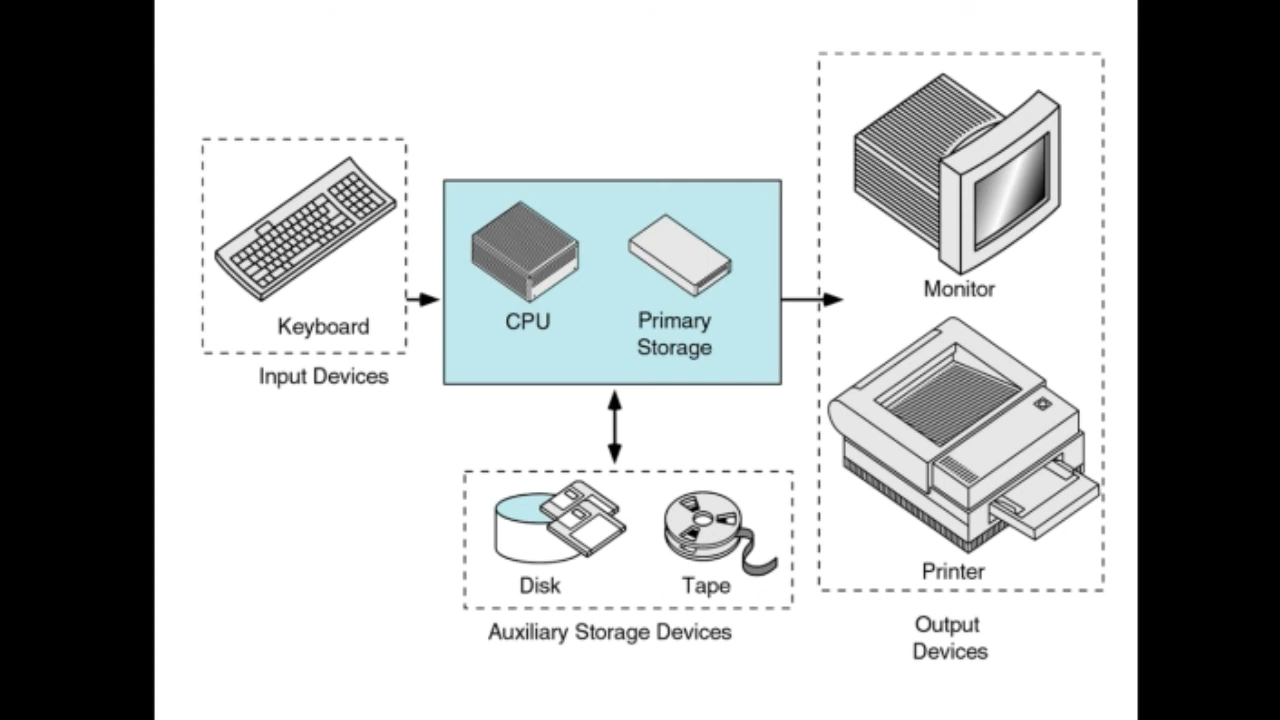 Keyboard
Input Devices
CPU
Primary
Storage
Disk
Tape
Auxiliary Storage Devices
Monitor
Printer
Output
Devices